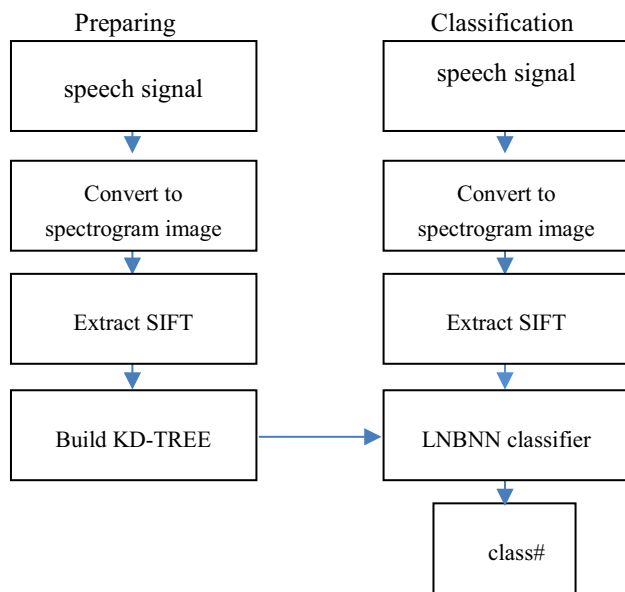 Preparing
speech signal
Convert to
spectrogram image
Extract SIFT
Build KD-TREE
Classification
speech signal
Convert to
spectrogram image
Extract SIFT
LNBNN classifier
class#